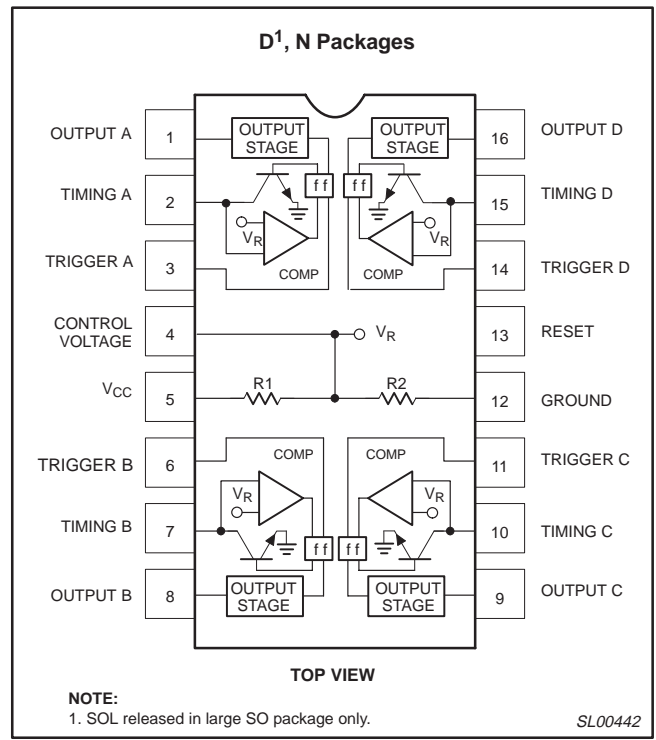 D1, N Packages
OUTPUT A 1 OUTPUT STAGE OUTPUT STAGE 16 OUTPUT D
TIMING A 2 ff ff 15 TIMING D
VR VR
TRIGGER A 3 COMP COMP 14 TRIGGER D
CONTROL VOLTAGE 4 VR 13 RESET
VCC 5 R1 R2 12 GROUND
TRIGGER B 6 COMP COMP 11 TRIGGER C
VR VR
TIMING B 7 ff ff 10 TIMING C
OUTPUT B 8 OUTPUT STAGE OUTPUT STAGE 9 OUTPUT C
TOP VIEW
NOTE:
1. SOL released in large SO package only.
SL00442